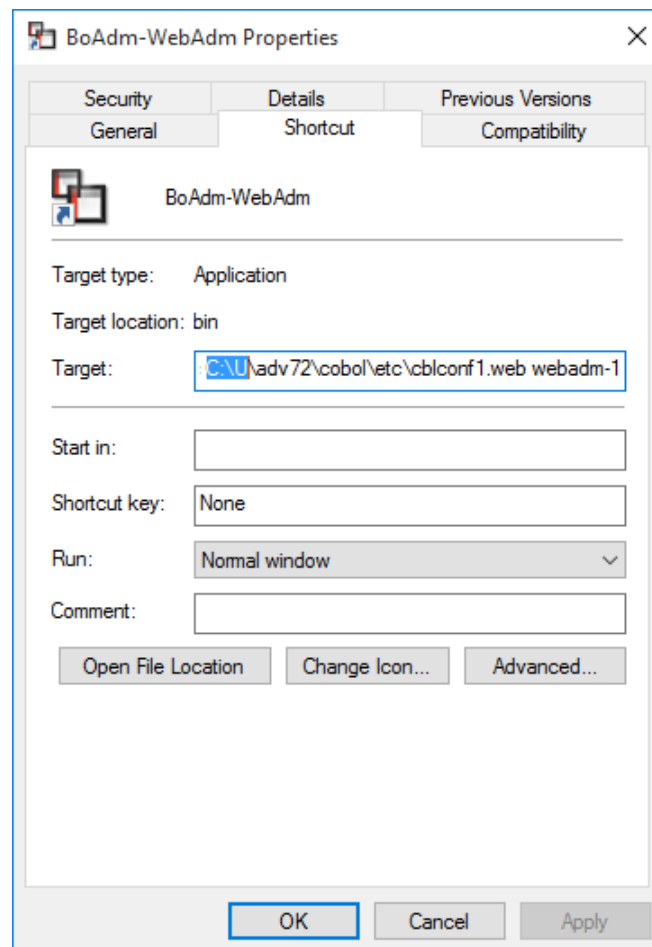 BoAdm-WebAdm Properties
Security Details Previous Versions
General Shortcut Compatibility
BoAdm-WebAdm
Target type: Application
Target location: bin
Target: C:\U\adv72\cobol\etc\cblconf1.web webadm-1
Start in:
Shortcut key: None
Run: Normal window
Comment:
Open File Location Change Icon... Advanced...
OK Cancel Apply